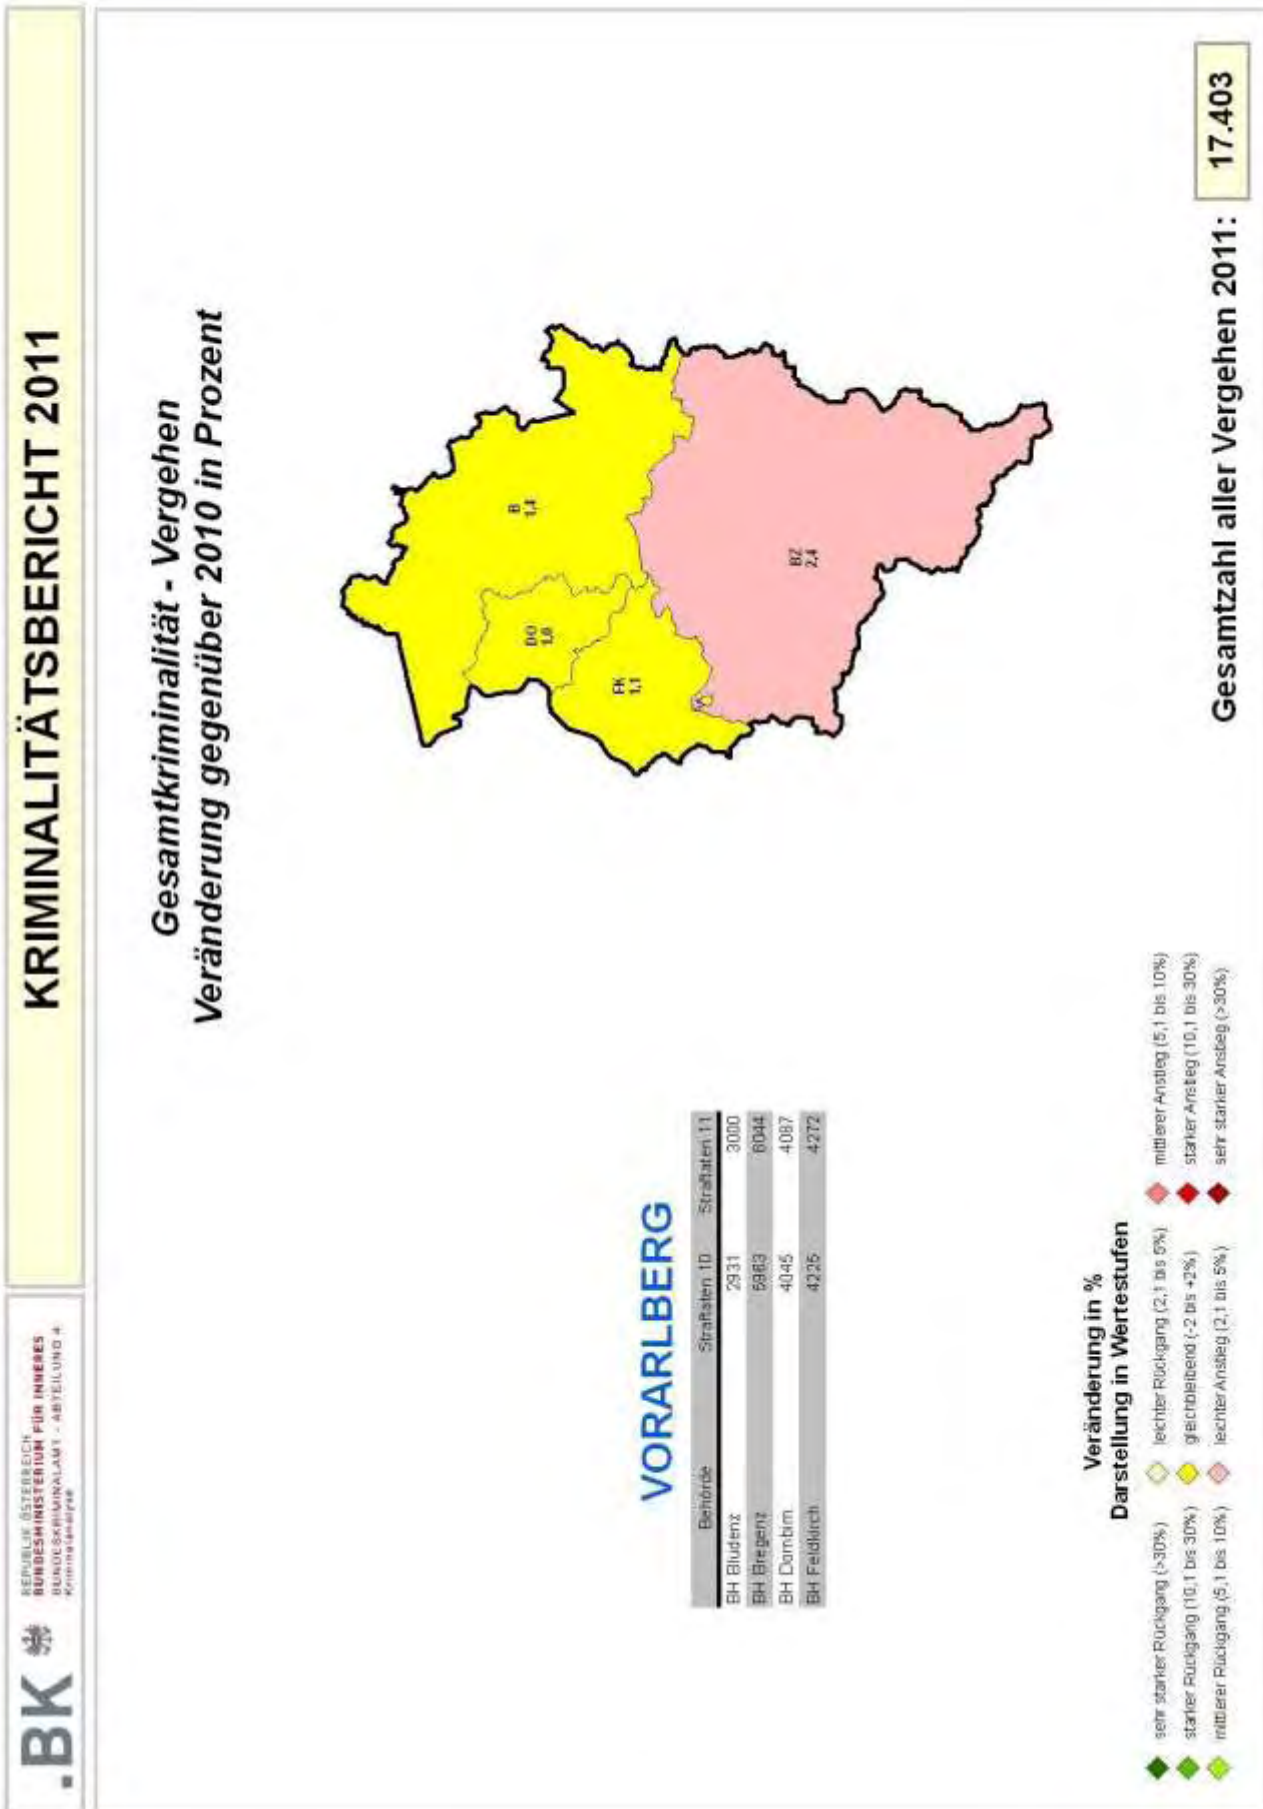 .BK
REPUBLIK ÖSTERREICH
BUNDESMINISTERIUM FÜR INNERES
BUNDESKRIMINALAMT - ABTEILUNG 4
Kriminalanalyse
KRIMINALITÄTSBERICHT 2011
Gesamtkriminalität - Vergehen
Veränderung gegenüber 2010 in Prozent
VORARLBERG
Behörde Straftaten 10 Straftaten 11
BH Bludenz 2931 3000
BH Bregenz 5963 6044
BH Dornbirn 4045 4087
BH Feldkirch 4225 4272
B
1,4
DO
1,0
FK
1,1
BZ
2,4
Veränderung in %
Darstellung in Wertestufen
sehr starker Rückgang (>30%) leichter Rückgang (2,1 bis 5%) mittlerer Anstieg (5,1 bis 10%)
starker Rückgang (10,1 bis 30%) gleichbleibend (-2 bis +2%) starker Anstieg (10,1 bis 30%)
mittlerer Rückgang (5,1 bis 10%) leichter Anstieg (2,1 bis 5%) sehr starker Anstieg (>30%)
Gesamtzahl aller Vergehen 2011: 17.403